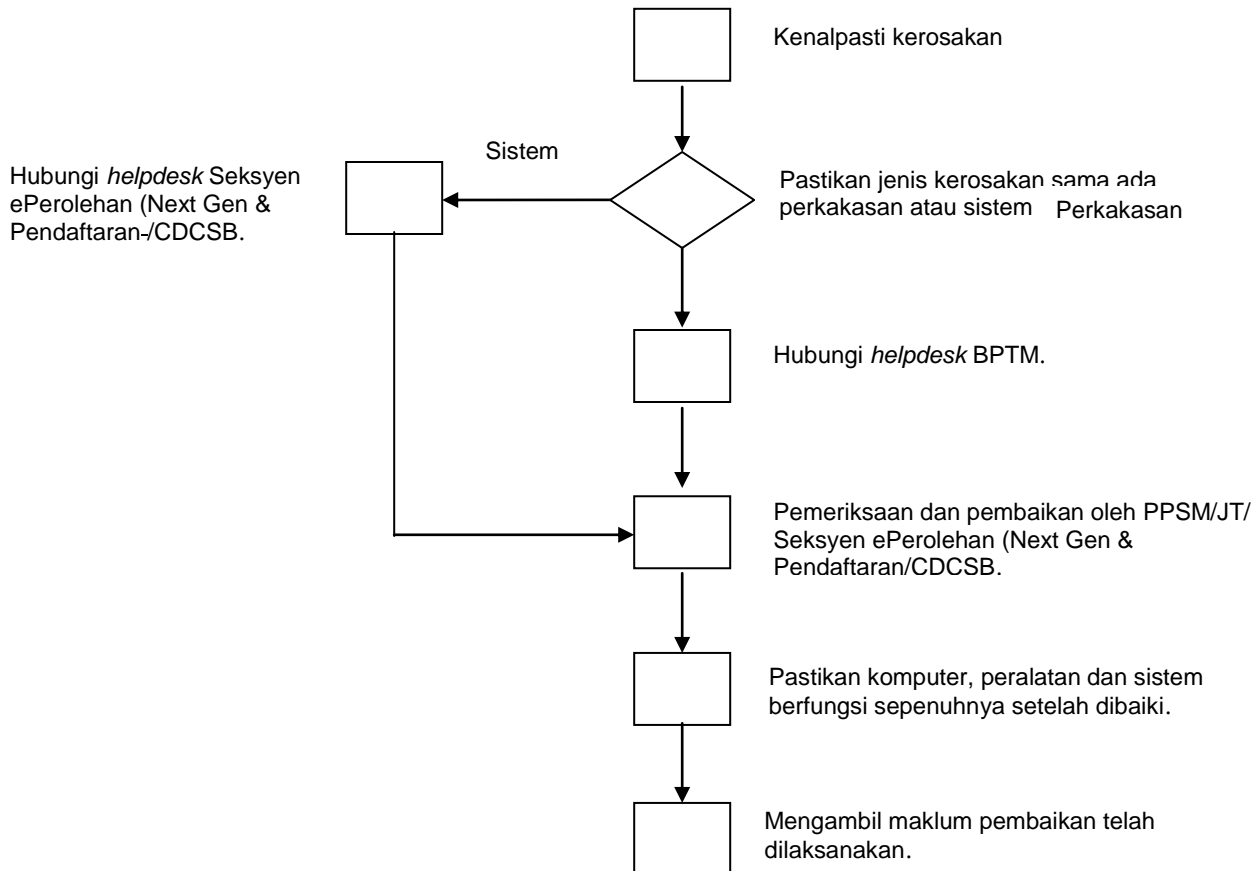 Kenalpasti kerosakan
Sistem
Hubungi helpdesk Seksyen
ePerolehan (Next Gen &
Pendaftaran-/CDCSB.
Pastikan jenis kerosakan sama ada
perkakasan atau sistem
Perkakasan
Hubungi helpdesk BPTM.
Pemeriksaan dan pembaikan oleh PPSM/JT/
Seksyen ePerolehan (Next Gen &
Pendaftaran/CDCSB.
Pastikan komputer, peralatan dan sistem
berfungsi sepenuhnya setelah dibaiki.
Mengambil maklum pembaikan telah
dilaksanakan.